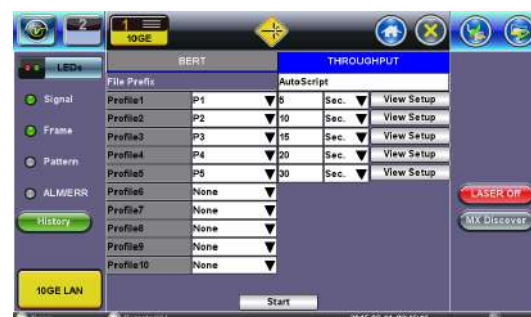 2
1
10GE
LEDs
BERT
THROUGHPUT
File Prefix
AutoScript
Signal
Profile1 P1 5 Sec. View Setup
Profile2 P2 10 Sec. View Setup
Frame
Profile3 P3 15 Sec. View Setup
Profile4 P4 20 Sec. View Setup
Pattern
Profile5 P5 30 Sec. View Setup
ALM/ERR
Profile6 None
LASER Off
Profile7 None
History
MX Discover
Profile8 None
Profile9 None
Profile10 None
10GE LAN
Start